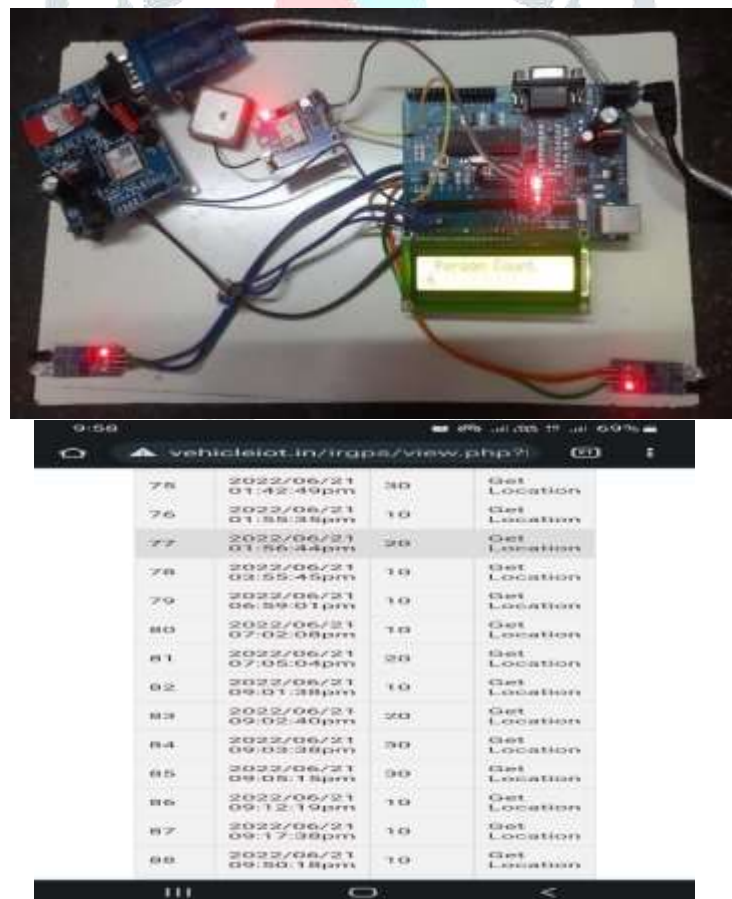 Person Count
9:58
69%
vehicleiot.in/irgps/view.php?i
75 2022/06/21 01:42:49pm 30 Get Location
76 2022/06/21 01:55:35pm 10 Get Location
77 2022/06/21 01:56:44pm 20 Get Location
78 2022/06/21 03:55:45pm 10 Get Location
79 2022/06/21 06:59:01pm 10 Get Location
80 2022/06/21 07:02:08pm 10 Get Location
81 2022/06/21 07:05:04pm 20 Get Location
82 2022/06/21 09:01:38pm 10 Get Location
83 2022/06/21 09:02:40pm 20 Get Location
84 2022/06/21 09:03:38pm 30 Get Location
85 2022/06/21 09:05:15pm 30 Get Location
86 2022/06/21 09:12:19pm 10 Get Location
87 2022/06/21 09:17:38pm 10 Get Location
88 2022/06/21 09:50:18pm 10 Get Location